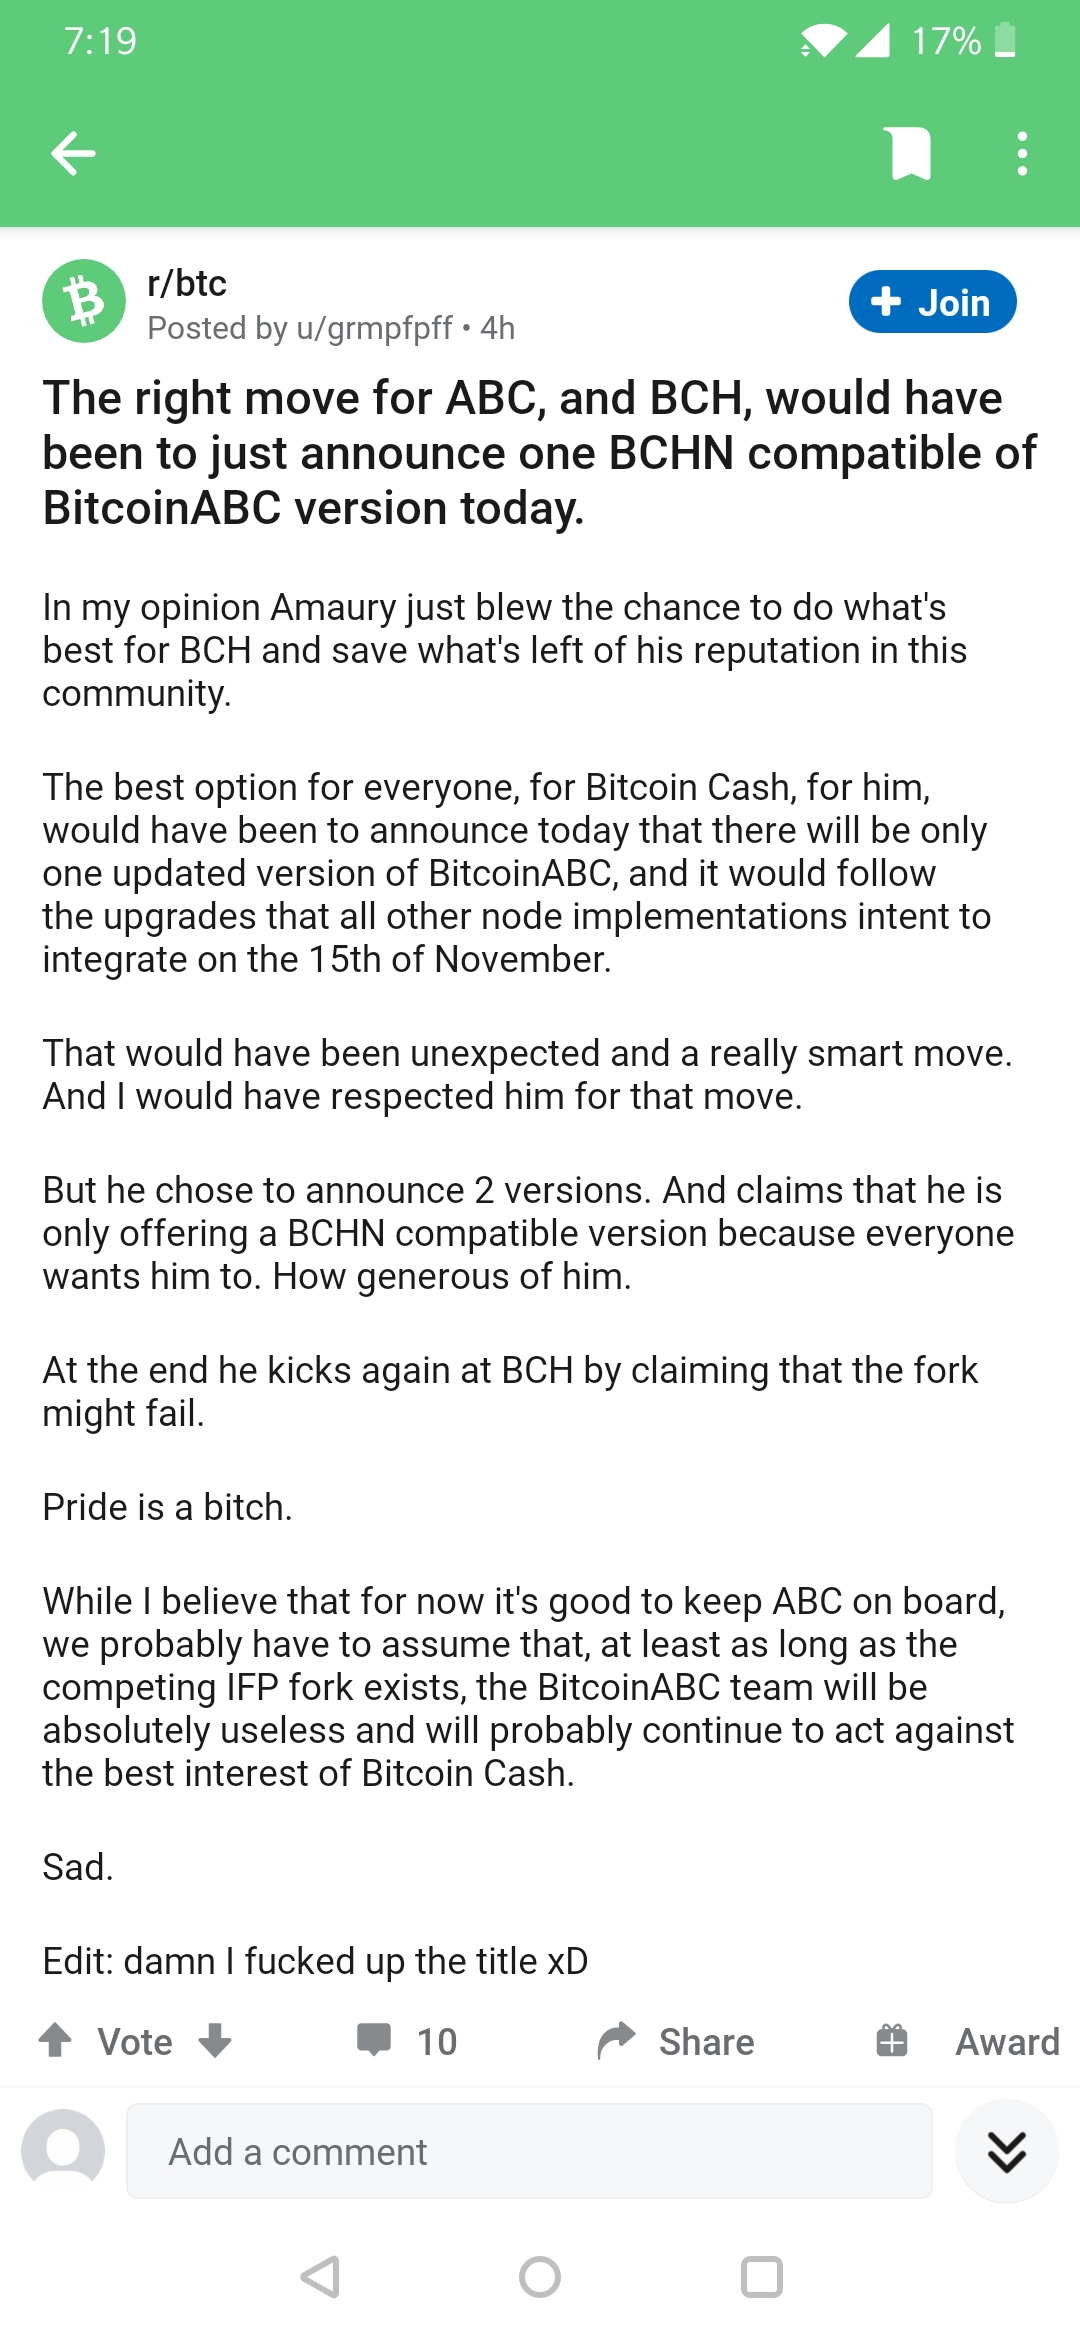 7:19
17%
r/btc
Posted by u/grmpfpff • 4h
Join
The right move for ABC, and BCH, would have
been to just announce one BCHN compatible of
BitcoinABC version today.
In my opinion Amaury just blew the chance to do what's
best for BCH and save what's left of his reputation in this
community.
The best option for everyone, for Bitcoin Cash, for him,
would have been to announce today that there will be only
one updated version of BitcoinABC, and it would follow
the upgrades that all other node implementations intent to
integrate on the 15th of November.
That would have been unexpected and a really smart move.
And I would have respected him for that move.
But he chose to announce 2 versions. And claims that he is
only offering a BCHN compatible version because everyone
wants him to. How generous of him.
At the end he kicks again at BCH by claiming that the fork
might fail.
Pride is a bitch.
While I believe that for now it's good to keep ABC on board,
we probably have to assume that, at least as long as the
competing IFP fork exists, the BitcoinABC team will be
absolutely useless and will probably continue to act against
the best interest of Bitcoin Cash.
Sad.
Edit: damn I fucked up the title xD
Vote 10 Share Award
Add a comment